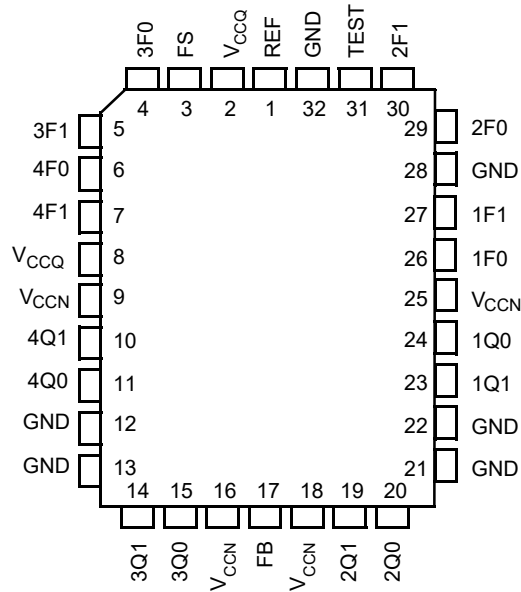 3F0 FS VCCQ REF GND TEST 2F1
4 3 2 1 32 31 30
3F1 5 29 2F0
4F0 6 28 GND
4F1 7 27 1F1
VCCQ 8 26 1F0
VCCN 9 25 VCCN
4Q1 10 24 1Q0
4Q0 11 23 1Q1
GND 12 22 GND
GND 13 21 GND
14 15 16 17 18 19 20
3Q1 3Q0 VCCN FB VCCN 2Q1 2Q0